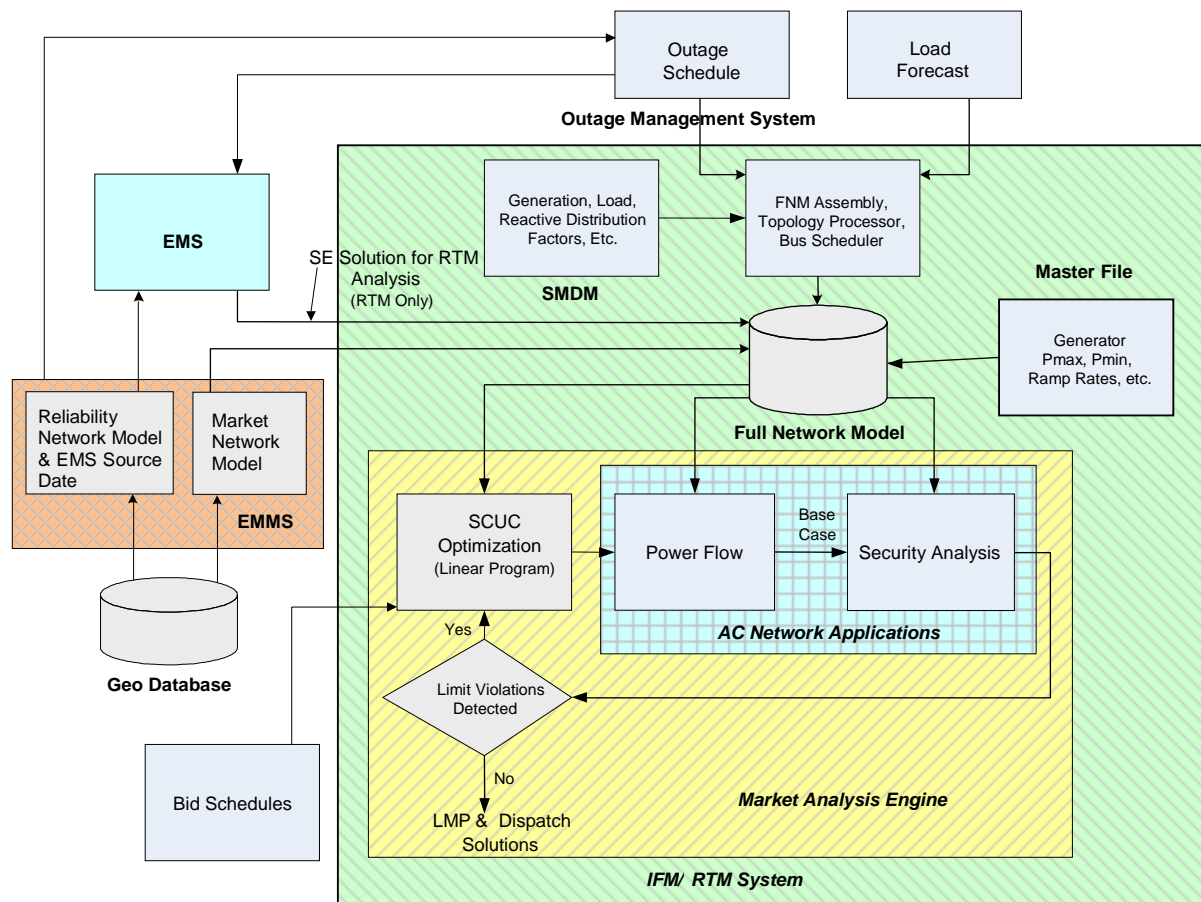 Outage
Schedule
Load
Forecast
Outage Management System
EMS
Generation, Load,
Reactive Distribution
Factors, Etc.
SMDM
FNM Assembly,
Topology Processor,
Bus Scheduler
SE Solution for RTM
Analysis
(RTM Only)
Master File
Generator
Pmax, Pmin,
Ramp Rates, etc.
Full Network Model
Reliability
Network Model
& EMS Source
Date
Market
Network
Model
EMMS
Geo Database
SCUC
Optimization
(Linear Program)
Power Flow
Base
Case
Security Analysis
AC Network Applications
Yes
Limit Violations
Detected
No
LMP & Dispatch
Solutions
Bid Schedules
Market Analysis Engine
IFM/ RTM System